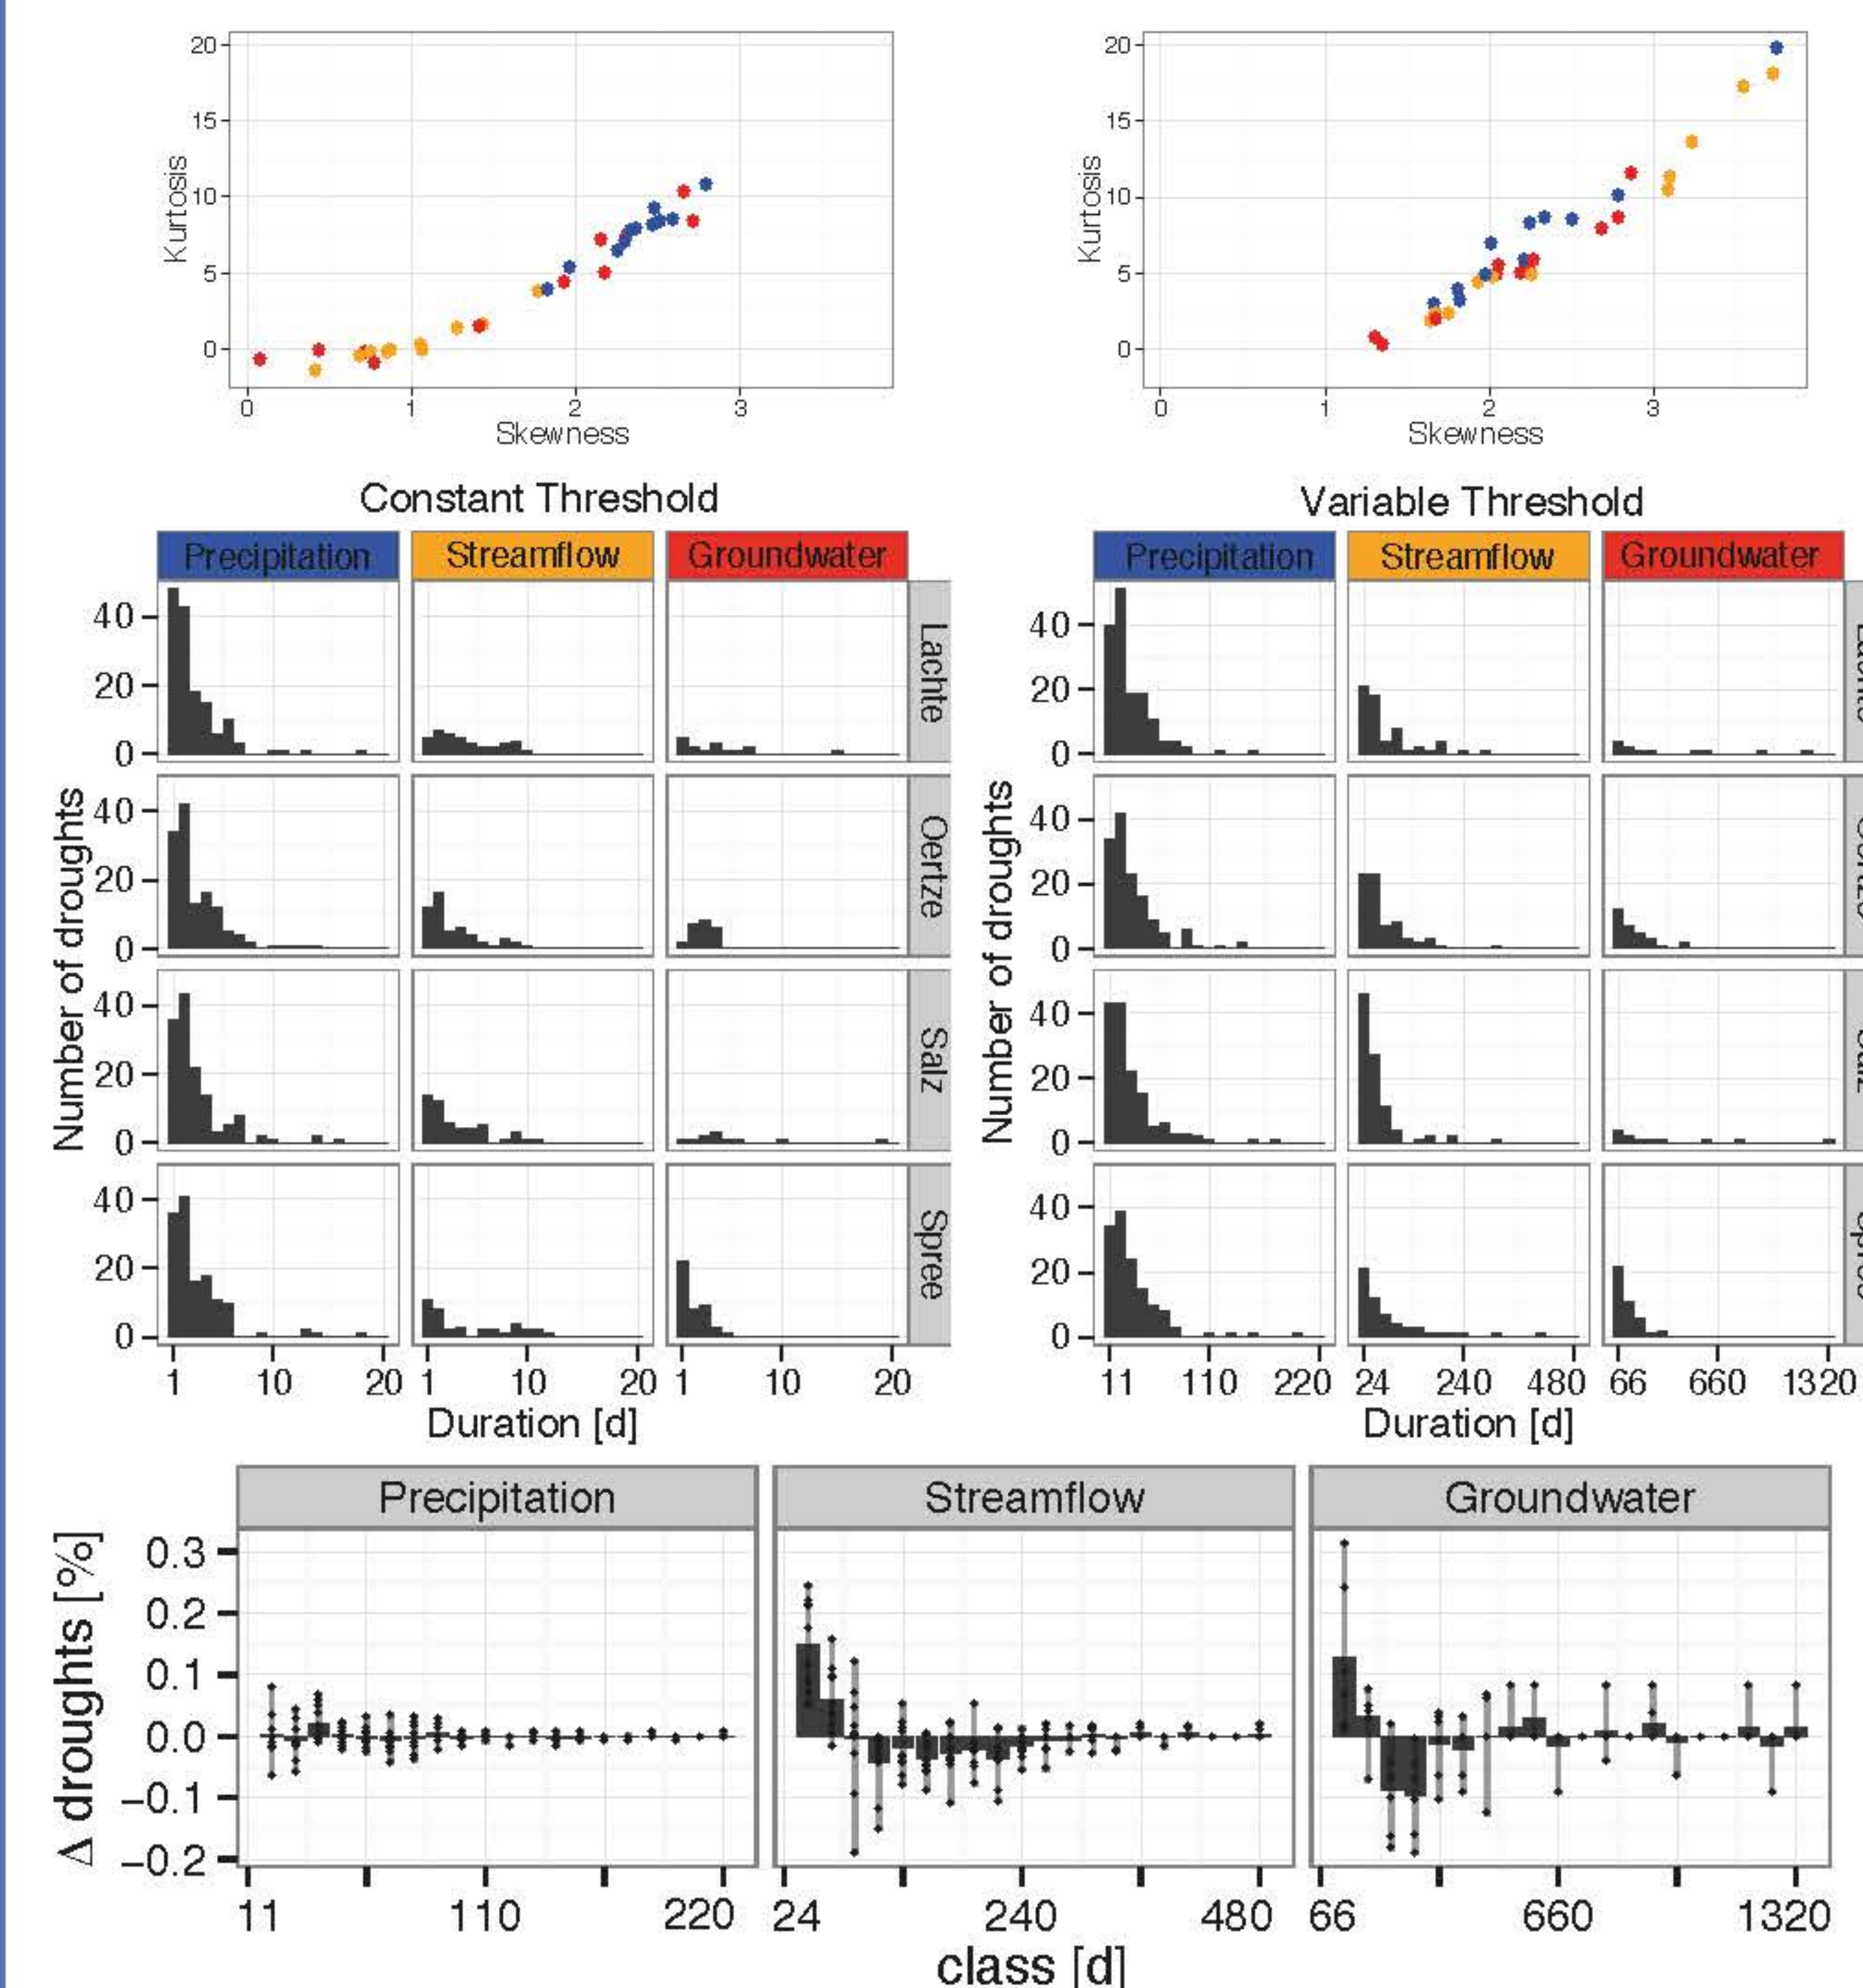 20
15
10
5
0
Kurtosis
0 1 2 3
Skewness
20
15
10
5
0
Kurtosis
0 1 2 3
Skewness
Constant Threshold
Precipitation Streamflow Groundwater
Number of droughts
40
20
0
Lachte
40
20
0
Oertze
40
20
0
Salz
40
20
0
Spree
1 10 20 1 10 20 1 10 20
Duration [d]
Variable Threshold
Precipitation Streamflow Groundwater
Number of droughts
40
20
0
40
20
0
40
20
0
40
20
0
11 110 220 24 240 480 66 660 1320
Duration [d]
Precipitation Streamflow Groundwater
Δ droughts [%]
0.3
0.2
0.1
0.0
−0.1
−0.2
11 110 220 24 240 480 66 660 1320
class [d]